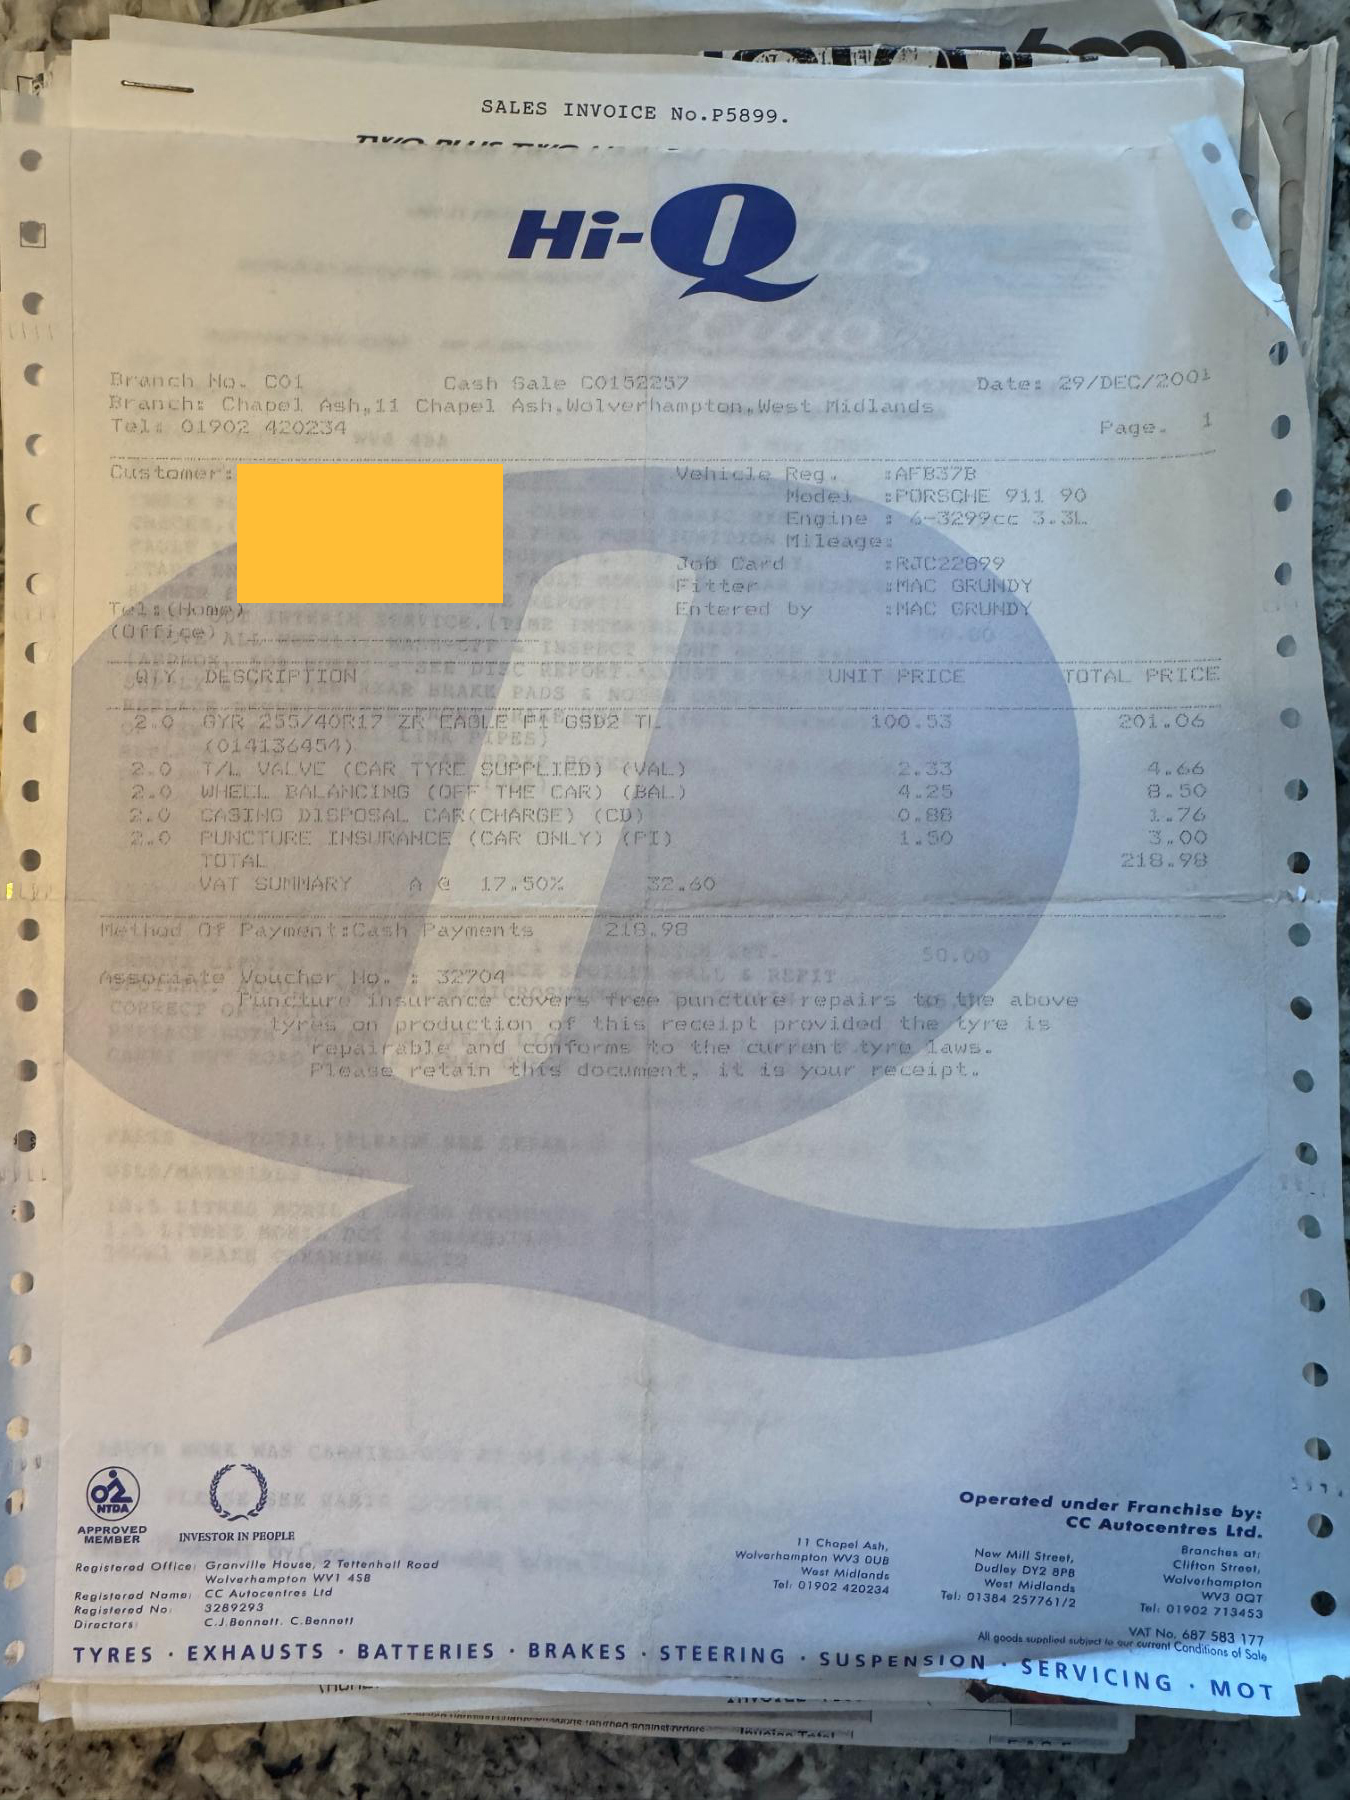 SALES INVOICE No.P5899.
Hi-Q
Branch No. C01 Cash Sale C0152257 Date: 29/DEC/2001
Branch: Chapel Ash,11 Chapel Ash,Wolverhampton,West Midlands
Tel: 01902 420234 Page. 1
Customer: Vehicle Reg. :AFB37B
Model :PORSCHE 911 90
Engine : 6-3299cc 3.3L
Mileage:
Job Card :RJC22899
Fitter :MAC GRUNDY
Tel:(Home) Entered by :MAC GRUNDY
(Office)
QTY DESCRIPTION UNIT PRICE TOTAL PRICE
2.0 GYR 255/40R17 ZR EAGLE F1 GSD2 TL 100.53 201.06
(014136454)
2.0 T/L VALVE (CAR TYRE SUPPLIED) (VAL) 2.33 4.66
2.0 WHEEL BALANCING (OFF THE CAR) (BAL) 4.25 8.50
2.0 CASING DISPOSAL CAR(CHARGE) (CD) 0.88 1.76
2.0 PUNCTURE INSURANCE (CAR ONLY) (PI) 1.50 3.00
TOTAL 218.98
VAT SUMMARY A @ 17.50% 32.60
Method Of Payment:Cash Payments 218.98
Associate Voucher No. : 32704
Puncture insurance covers free puncture repairs to the above
tyres on production of this receipt provided the tyre is
repairable and conforms to the current tyre laws.
Please retain this document, it is your receipt.
NTDA
APPROVED
MEMBER
INVESTOR IN PEOPLE
Registered Office: Granville House, 2 Tettenhall Road
Wolverhampton WV1 4SB
Registered Name: CC Autocentres Ltd
Registered No: 3289293
Directors: C.J.Bennett. C.Bennett
Operated under Franchise by:
CC Autocentres Ltd.
11 Chapel Ash,
Wolverhampton WV3 0UB
West Midlands
Tel: 01902 420234
New Mill Street,
Dudley DY2 8PB
West Midlands
Tel: 01384 257761/2
Branches at:
Clifton Street,
Wolverhampton
WV3 0QT
Tel: 01902 713453
VAT No. 687 583 177
All goods supplied subject to our current Conditions of Sale
TYRES · EXHAUSTS · BATTERIES · BRAKES · STEERING · SUSPENSION · SERVICING · MOT